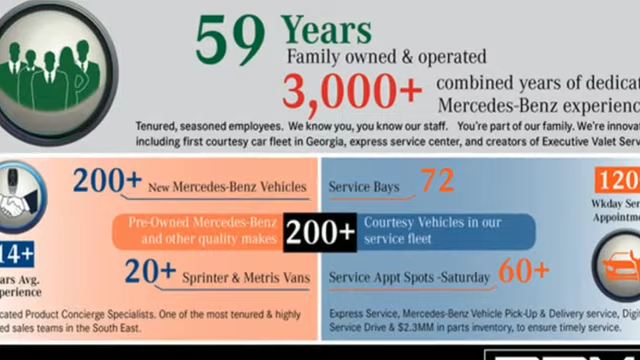 59 Years
Family owned & operated
3,000+ combined years of dedicat
Mercedes-Benz experienc
Tenured, seasoned employees. We know you, you know our staff. You're part of our family. We're innovat
including first courtesy car fleet in Georgia, express service center, and creators of Executive Valet Serv
200+ New Mercedes-Benz Vehicles
Pre-Owned Mercedes-Benz
and other quality makes
200+
20+ Sprinter & Metris Vans
14+
ars Avg.
perience
cated Product Concierge Specialists. One of the most tenured & highly
ed sales teams in the South East.
Service Bays 72
Courtesy Vehicles in our
service fleet
Service Appt Spots -Saturday 60+
120
Wkday Ser
Appointm
Express Service, Mercedes-Benz Vehicle Pick-Up & Delivery service, Digit
Service Drive & $2.3MM in parts inventory, to ensure timely service.